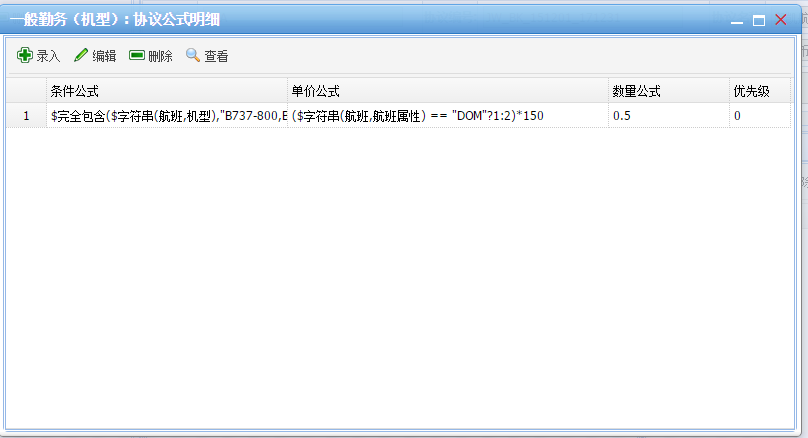 一般勤务（机型）：协议公式明细
录入 编辑 删除 查看
条件公式 单价公式 数量公式 优先级
1 $完全包含($字符串(航班,机型),"B737-800,E ($字符串(航班,航班属性) == "DOM"?1:2)*150 0.5 0